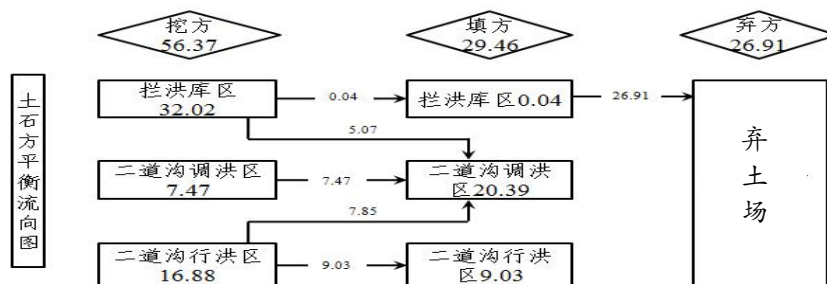 挖方
56.37
填方
29.46
弃方
26.91
土石方平衡流向图
拦洪库区
32.02
0.04
拦洪库区0.04
26.91
弃土场
5.07
二道沟调洪区
7.47
7.47
二道沟调洪
区20.39
7.85
二道沟行洪区
16.88
9.03
二道沟行洪
区9.03